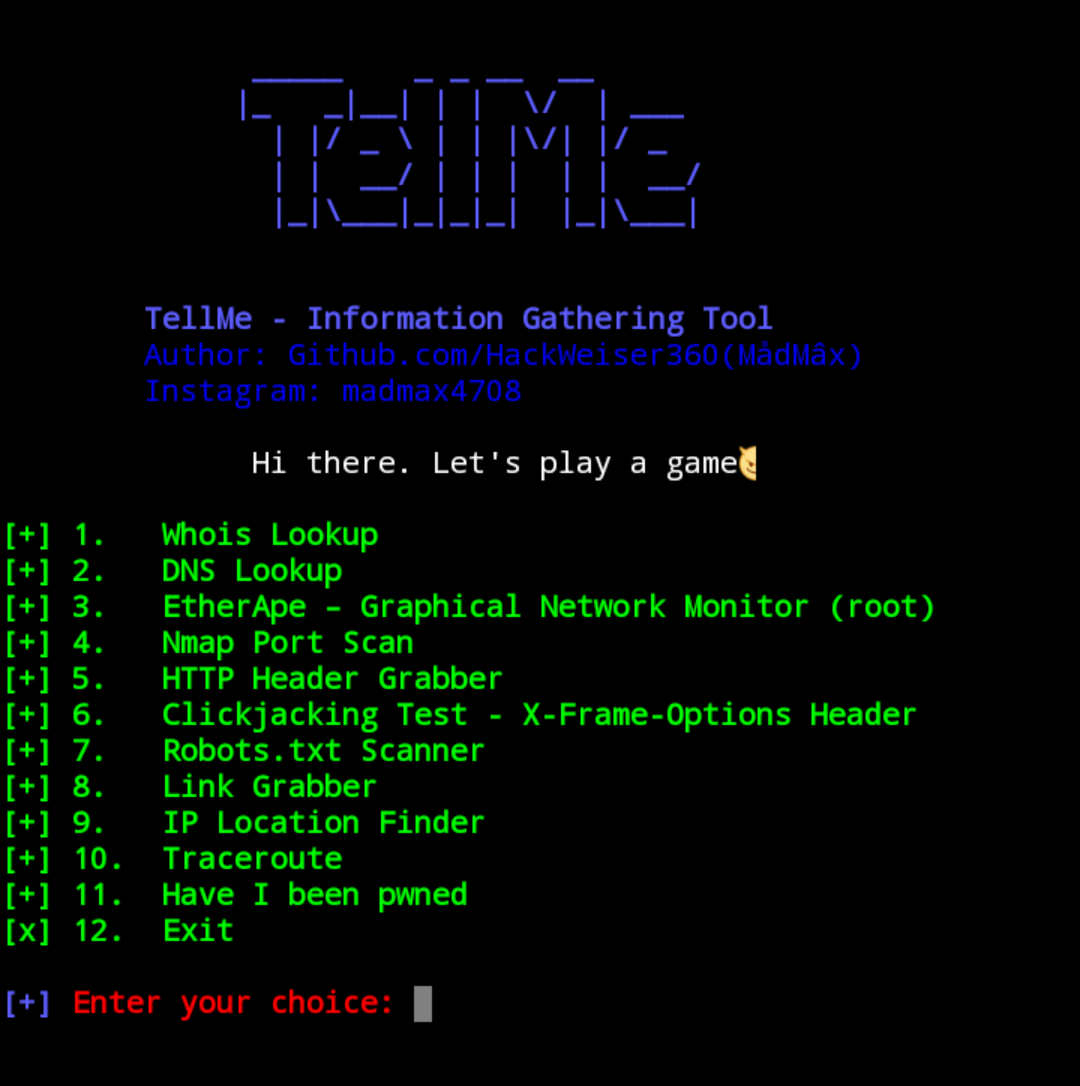 TellMe
TellMe - Information Gathering Tool
Author: Github.com/HackWeiser360(MådMâx)
Instagram: madmax4708
Hi there. Let's play a game😈
[+] 1. Whois Lookup
[+] 2. DNS Lookup
[+] 3. EtherApe – Graphical Network Monitor (root)
[+] 4. Nmap Port Scan
[+] 5. HTTP Header Grabber
[+] 6. Clickjacking Test - X-Frame-Options Header
[+] 7. Robots.txt Scanner
[+] 8. Link Grabber
[+] 9. IP Location Finder
[+] 10. Traceroute
[+] 11. Have I been pwned
[x] 12. Exit
[+] Enter your choice: